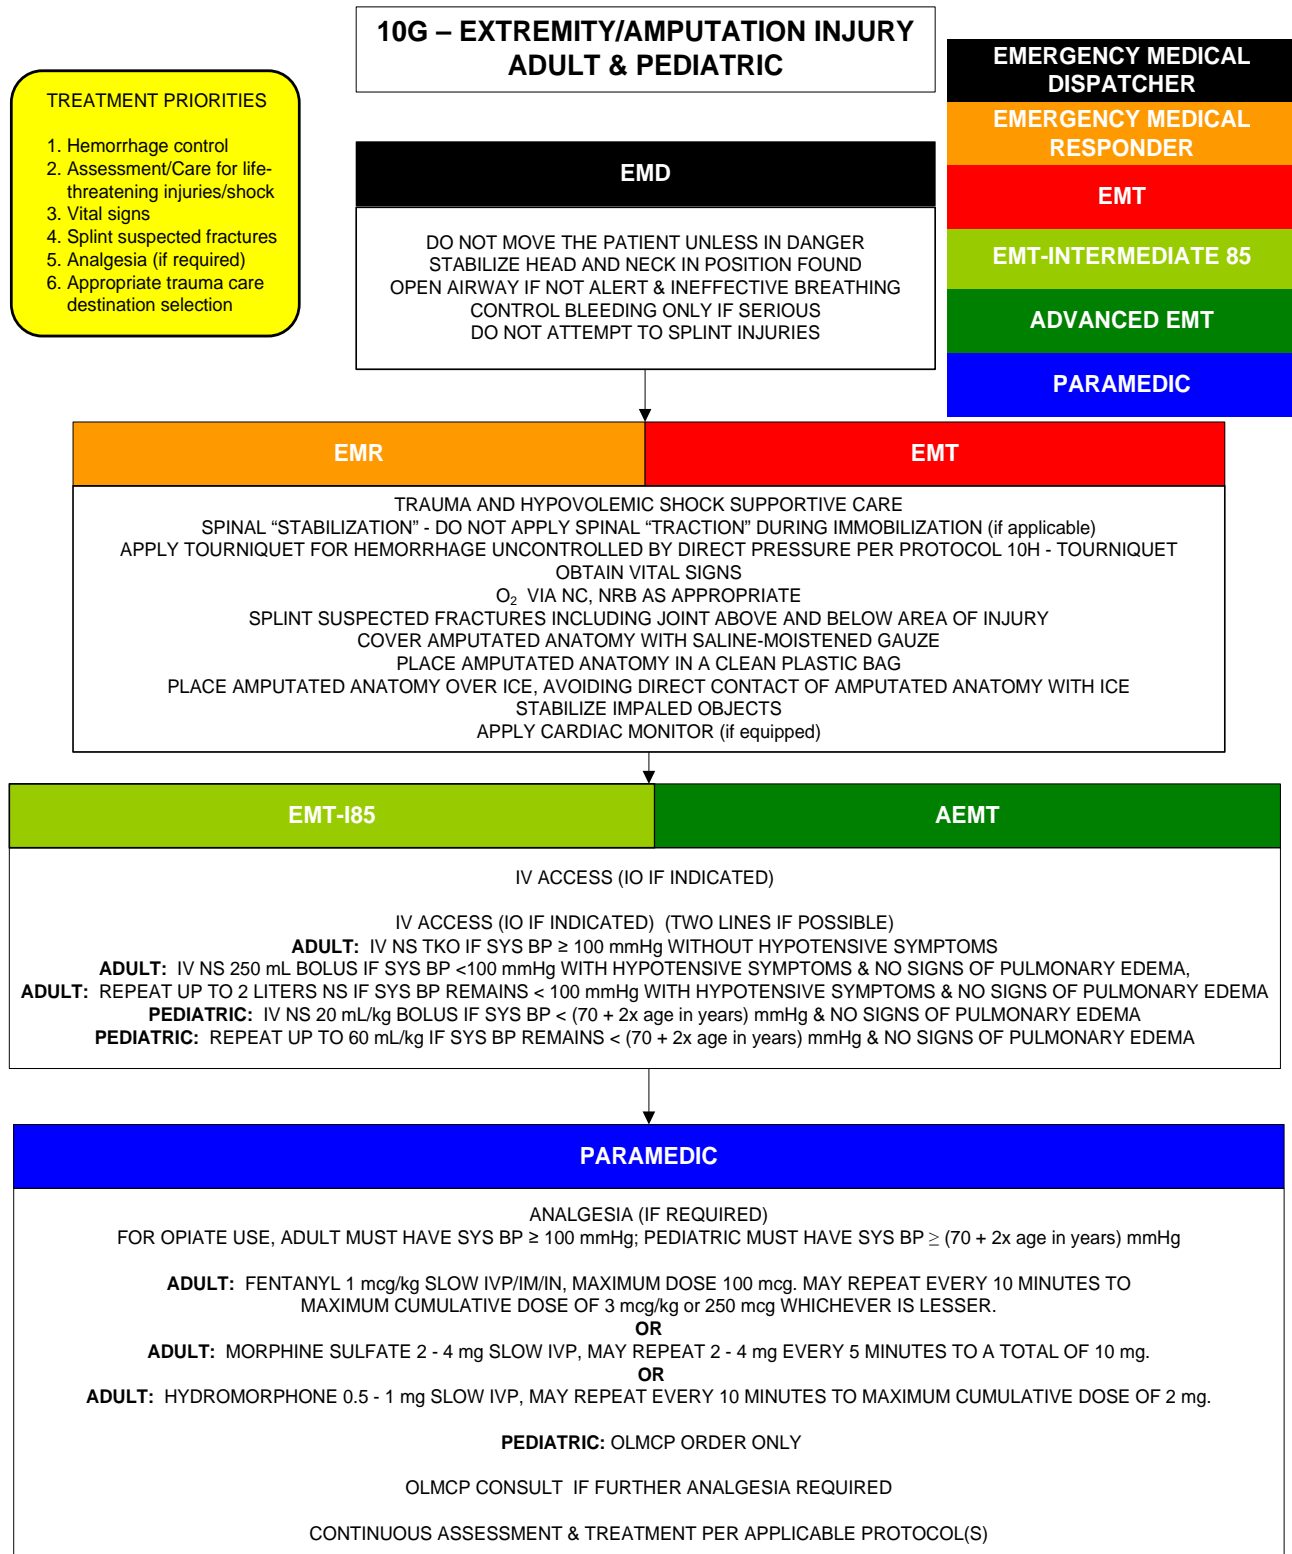 10G – EXTREMITY/AMPUTATION INJURY
ADULT & PEDIATRIC
TREATMENT PRIORITIES
1. Hemorrhage control
2. Assessment/Care for life-
threatening injuries/shock
3. Vital signs
4. Splint suspected fractures
5. Analgesia (if required)
6. Appropriate trauma care
destination selection
EMERGENCY MEDICAL
DISPATCHER
EMERGENCY MEDICAL
RESPONDER
EMT
EMT-INTERMEDIATE 85
ADVANCED EMT
PARAMEDIC
EMD
DO NOT MOVE THE PATIENT UNLESS IN DANGER
STABILIZE HEAD AND NECK IN POSITION FOUND
OPEN AIRWAY IF NOT ALERT & INEFFECTIVE BREATHING
CONTROL BLEEDING ONLY IF SERIOUS
DO NOT ATTEMPT TO SPLINT INJURIES
EMR
EMT
TRAUMA AND HYPOVOLEMIC SHOCK SUPPORTIVE CARE
SPINAL “STABILIZATION” - DO NOT APPLY SPINAL “TRACTION” DURING IMMOBILIZATION (if applicable)
APPLY TOURNIQUET FOR HEMORRHAGE UNCONTROLLED BY DIRECT PRESSURE PER PROTOCOL 10H - TOURNIQUET
OBTAIN VITAL SIGNS
O₂ VIA NC, NRB AS APPROPRIATE
SPLINT SUSPECTED FRACTURES INCLUDING JOINT ABOVE AND BELOW AREA OF INJURY
COVER AMPUTATED ANATOMY WITH SALINE-MOISTENED GAUZE
PLACE AMPUTATED ANATOMY IN A CLEAN PLASTIC BAG
PLACE AMPUTATED ANATOMY OVER ICE, AVOIDING DIRECT CONTACT OF AMPUTATED ANATOMY WITH ICE
STABILIZE IMPALED OBJECTS
APPLY CARDIAC MONITOR (if equipped)
EMT-I85
AEMT
IV ACCESS (IO IF INDICATED)
IV ACCESS (IO IF INDICATED) (TWO LINES IF POSSIBLE)
ADULT: IV NS TKO IF SYS BP ≥ 100 mmHg WITHOUT HYPOTENSIVE SYMPTOMS
ADULT: IV NS 250 mL BOLUS IF SYS BP <100 mmHg WITH HYPOTENSIVE SYMPTOMS & NO SIGNS OF PULMONARY EDEMA,
ADULT: REPEAT UP TO 2 LITERS NS IF SYS BP REMAINS < 100 mmHg WITH HYPOTENSIVE SYMPTOMS & NO SIGNS OF PULMONARY EDEMA
PEDIATRIC: IV NS 20 mL/kg BOLUS IF SYS BP < (70 + 2x age in years) mmHg & NO SIGNS OF PULMONARY EDEMA
PEDIATRIC: REPEAT UP TO 60 mL/kg IF SYS BP REMAINS < (70 + 2x age in years) mmHg & NO SIGNS OF PULMONARY EDEMA
PARAMEDIC
ANALGESIA (IF REQUIRED)
FOR OPIATE USE, ADULT MUST HAVE SYS BP ≥ 100 mmHg; PEDIATRIC MUST HAVE SYS BP ≥ (70 + 2x age in years) mmHg
ADULT: FENTANYL 1 mcg/kg SLOW IVP/IM/IN, MAXIMUM DOSE 100 mcg. MAY REPEAT EVERY 10 MINUTES TO
MAXIMUM CUMULATIVE DOSE OF 3 mcg/kg or 250 mcg WHICHEVER IS LESSER.
OR
ADULT: MORPHINE SULFATE 2 - 4 mg SLOW IVP, MAY REPEAT 2 - 4 mg EVERY 5 MINUTES TO A TOTAL OF 10 mg.
OR
ADULT: HYDROMORPHONE 0.5 - 1 mg SLOW IVP, MAY REPEAT EVERY 10 MINUTES TO MAXIMUM CUMULATIVE DOSE OF 2 mg.
PEDIATRIC: OLMCP ORDER ONLY
OLMCP CONSULT IF FURTHER ANALGESIA REQUIRED
CONTINUOUS ASSESSMENT & TREATMENT PER APPLICABLE PROTOCOL(S)